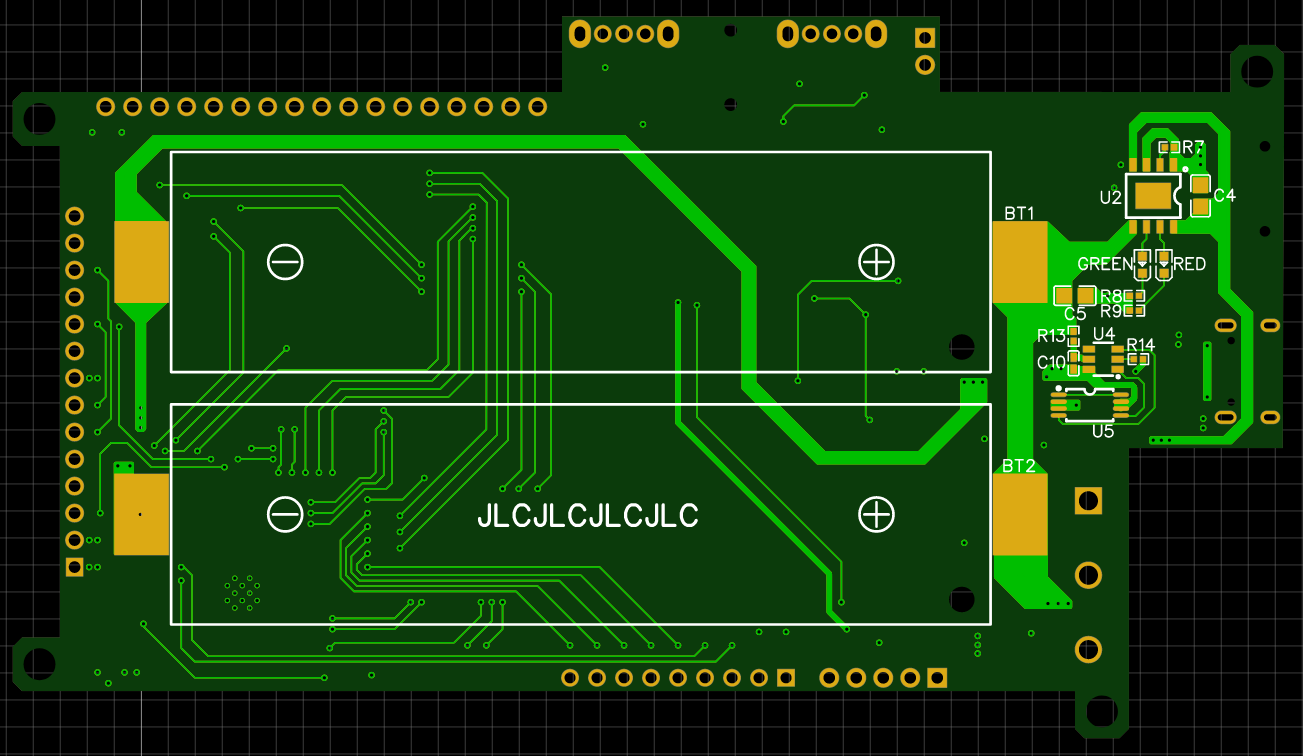 R7
U2
C4
BT1
GREEN
RED
R8
C5
R9
R13
U4
R14
C10
U5
BT2
JLCJLCJLCJLC